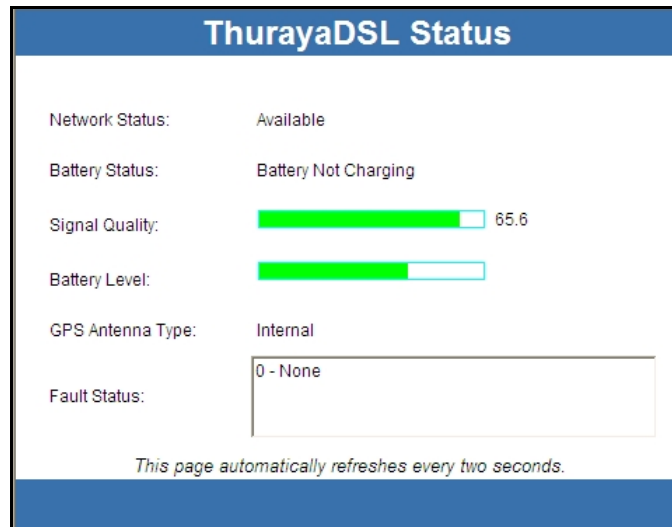 ThurayaDSL Status
Network Status: Available
Battery Status: Battery Not Charging
Signal Quality: 65.6
Battery Level:
GPS Antenna Type: Internal
Fault Status: 0 - None
This page automatically refreshes every two seconds.